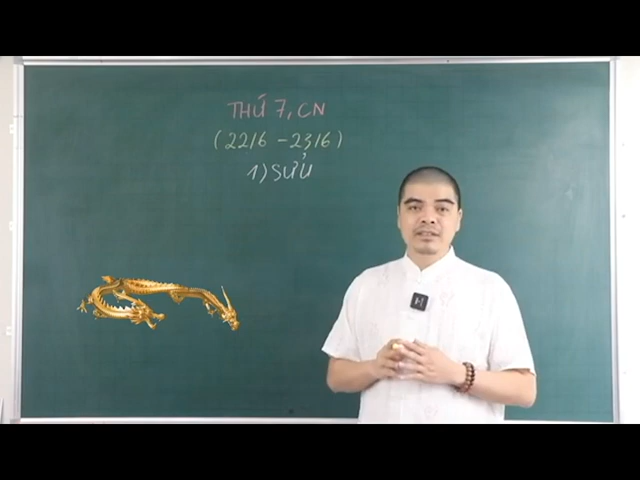 THỨ 7, CN
(22/6 - 23/6)
1) SỬU